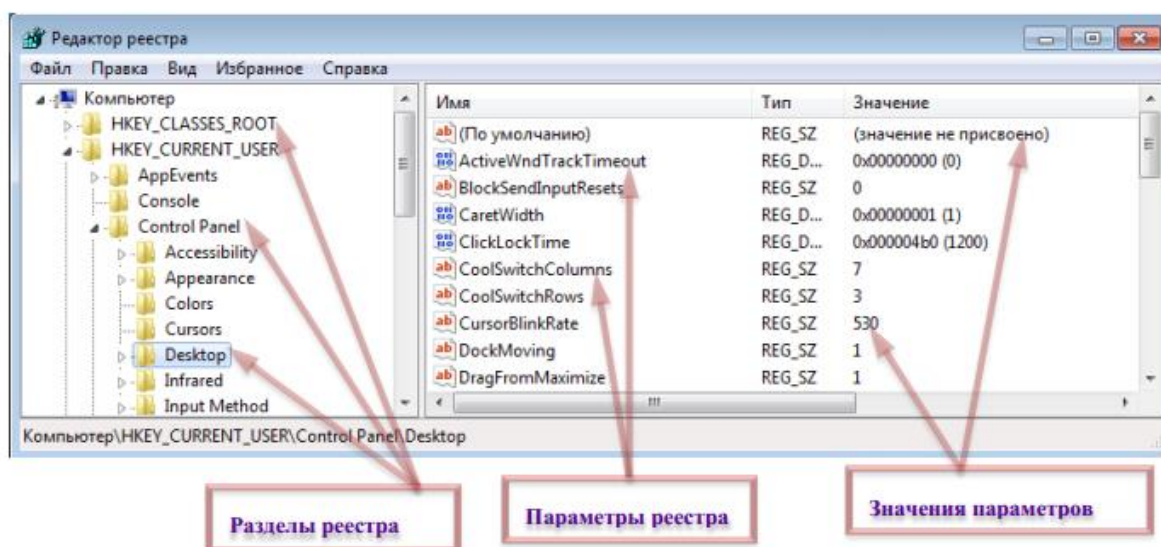 Редактор реестра
Файл Правка Вид Избранное Справка
Компьютер
HKEY_CLASSES_ROOT
HKEY_CURRENT_USER
AppEvents
Console
Control Panel
Accessibility
Appearance
Colors
Cursors
Desktop
Infrared
Input Method
Имя Тип Значение
(По умолчанию) REG_SZ (значение не присвоено)
ActiveWndTrackTimeout REG_D... 0x00000000 (0)
BlockSendInputResets REG_SZ 0
CaretWidth REG_D... 0x00000001 (1)
ClickLockTime REG_D... 0x000004b0 (1200)
CoolSwitchColumns REG_SZ 7
CoolSwitchRows REG_SZ 3
CursorBlinkRate REG_SZ 530
DockMoving REG_SZ 1
DragFromMaximize REG_SZ 1
Компьютер\HKEY_CURRENT_USER\Control Panel\Desktop
Разделы реестра
Параметры реестра
Значения параметров